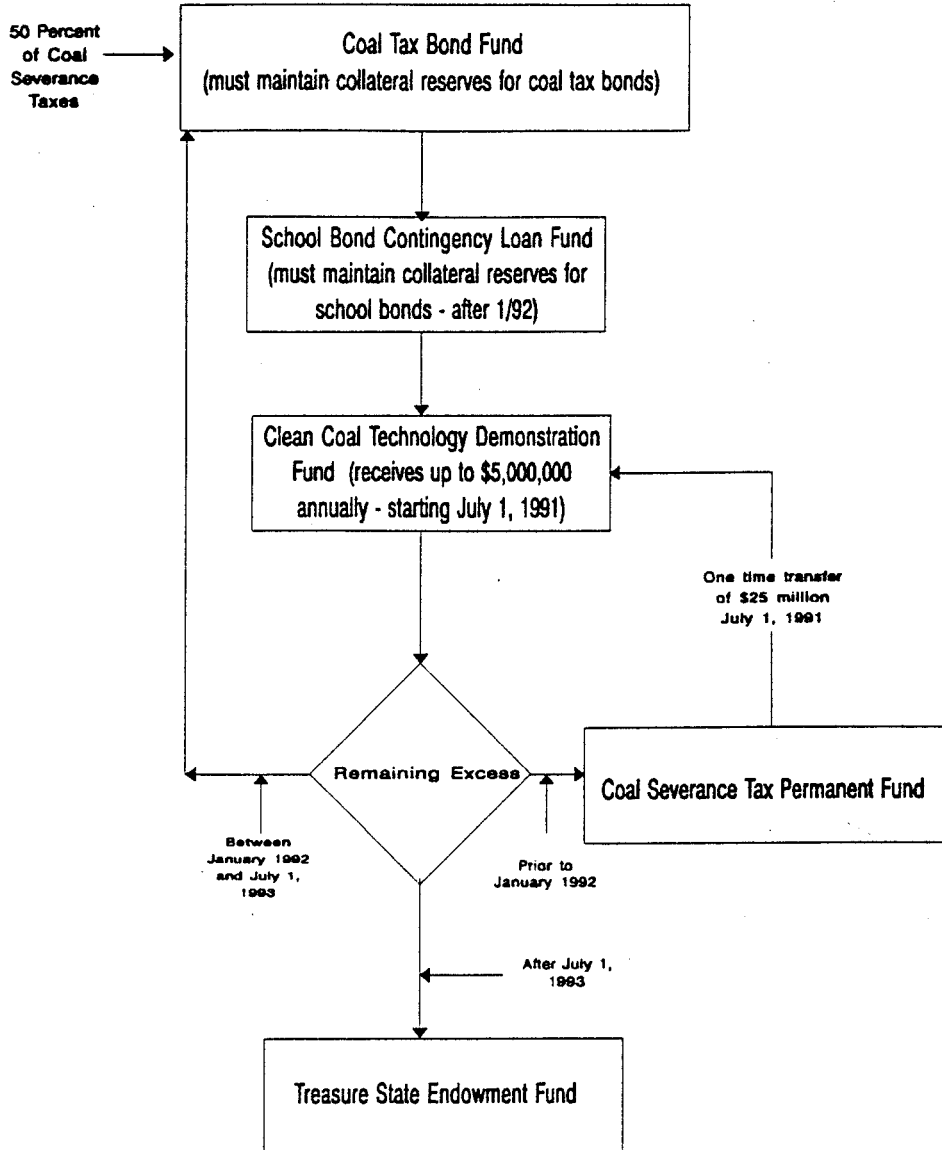 50 Percent
of Coal
Severance
Taxes
Coal Tax Bond Fund
(must maintain collateral reserves for coal tax bonds)
School Bond Contingency Loan Fund
(must maintain collateral reserves for
school bonds - after 1/92)
Clean Coal Technology Demonstration
Fund (receives up to $5,000,000
annually - starting July 1, 1991)
One time transfer
of $25 million
July 1, 1991
Remaining Excess
Coal Severance Tax Permanent Fund
Between
January 1992
and July 1,
1993
Prior to
January 1992
After July 1,
1993
Treasure State Endowment Fund